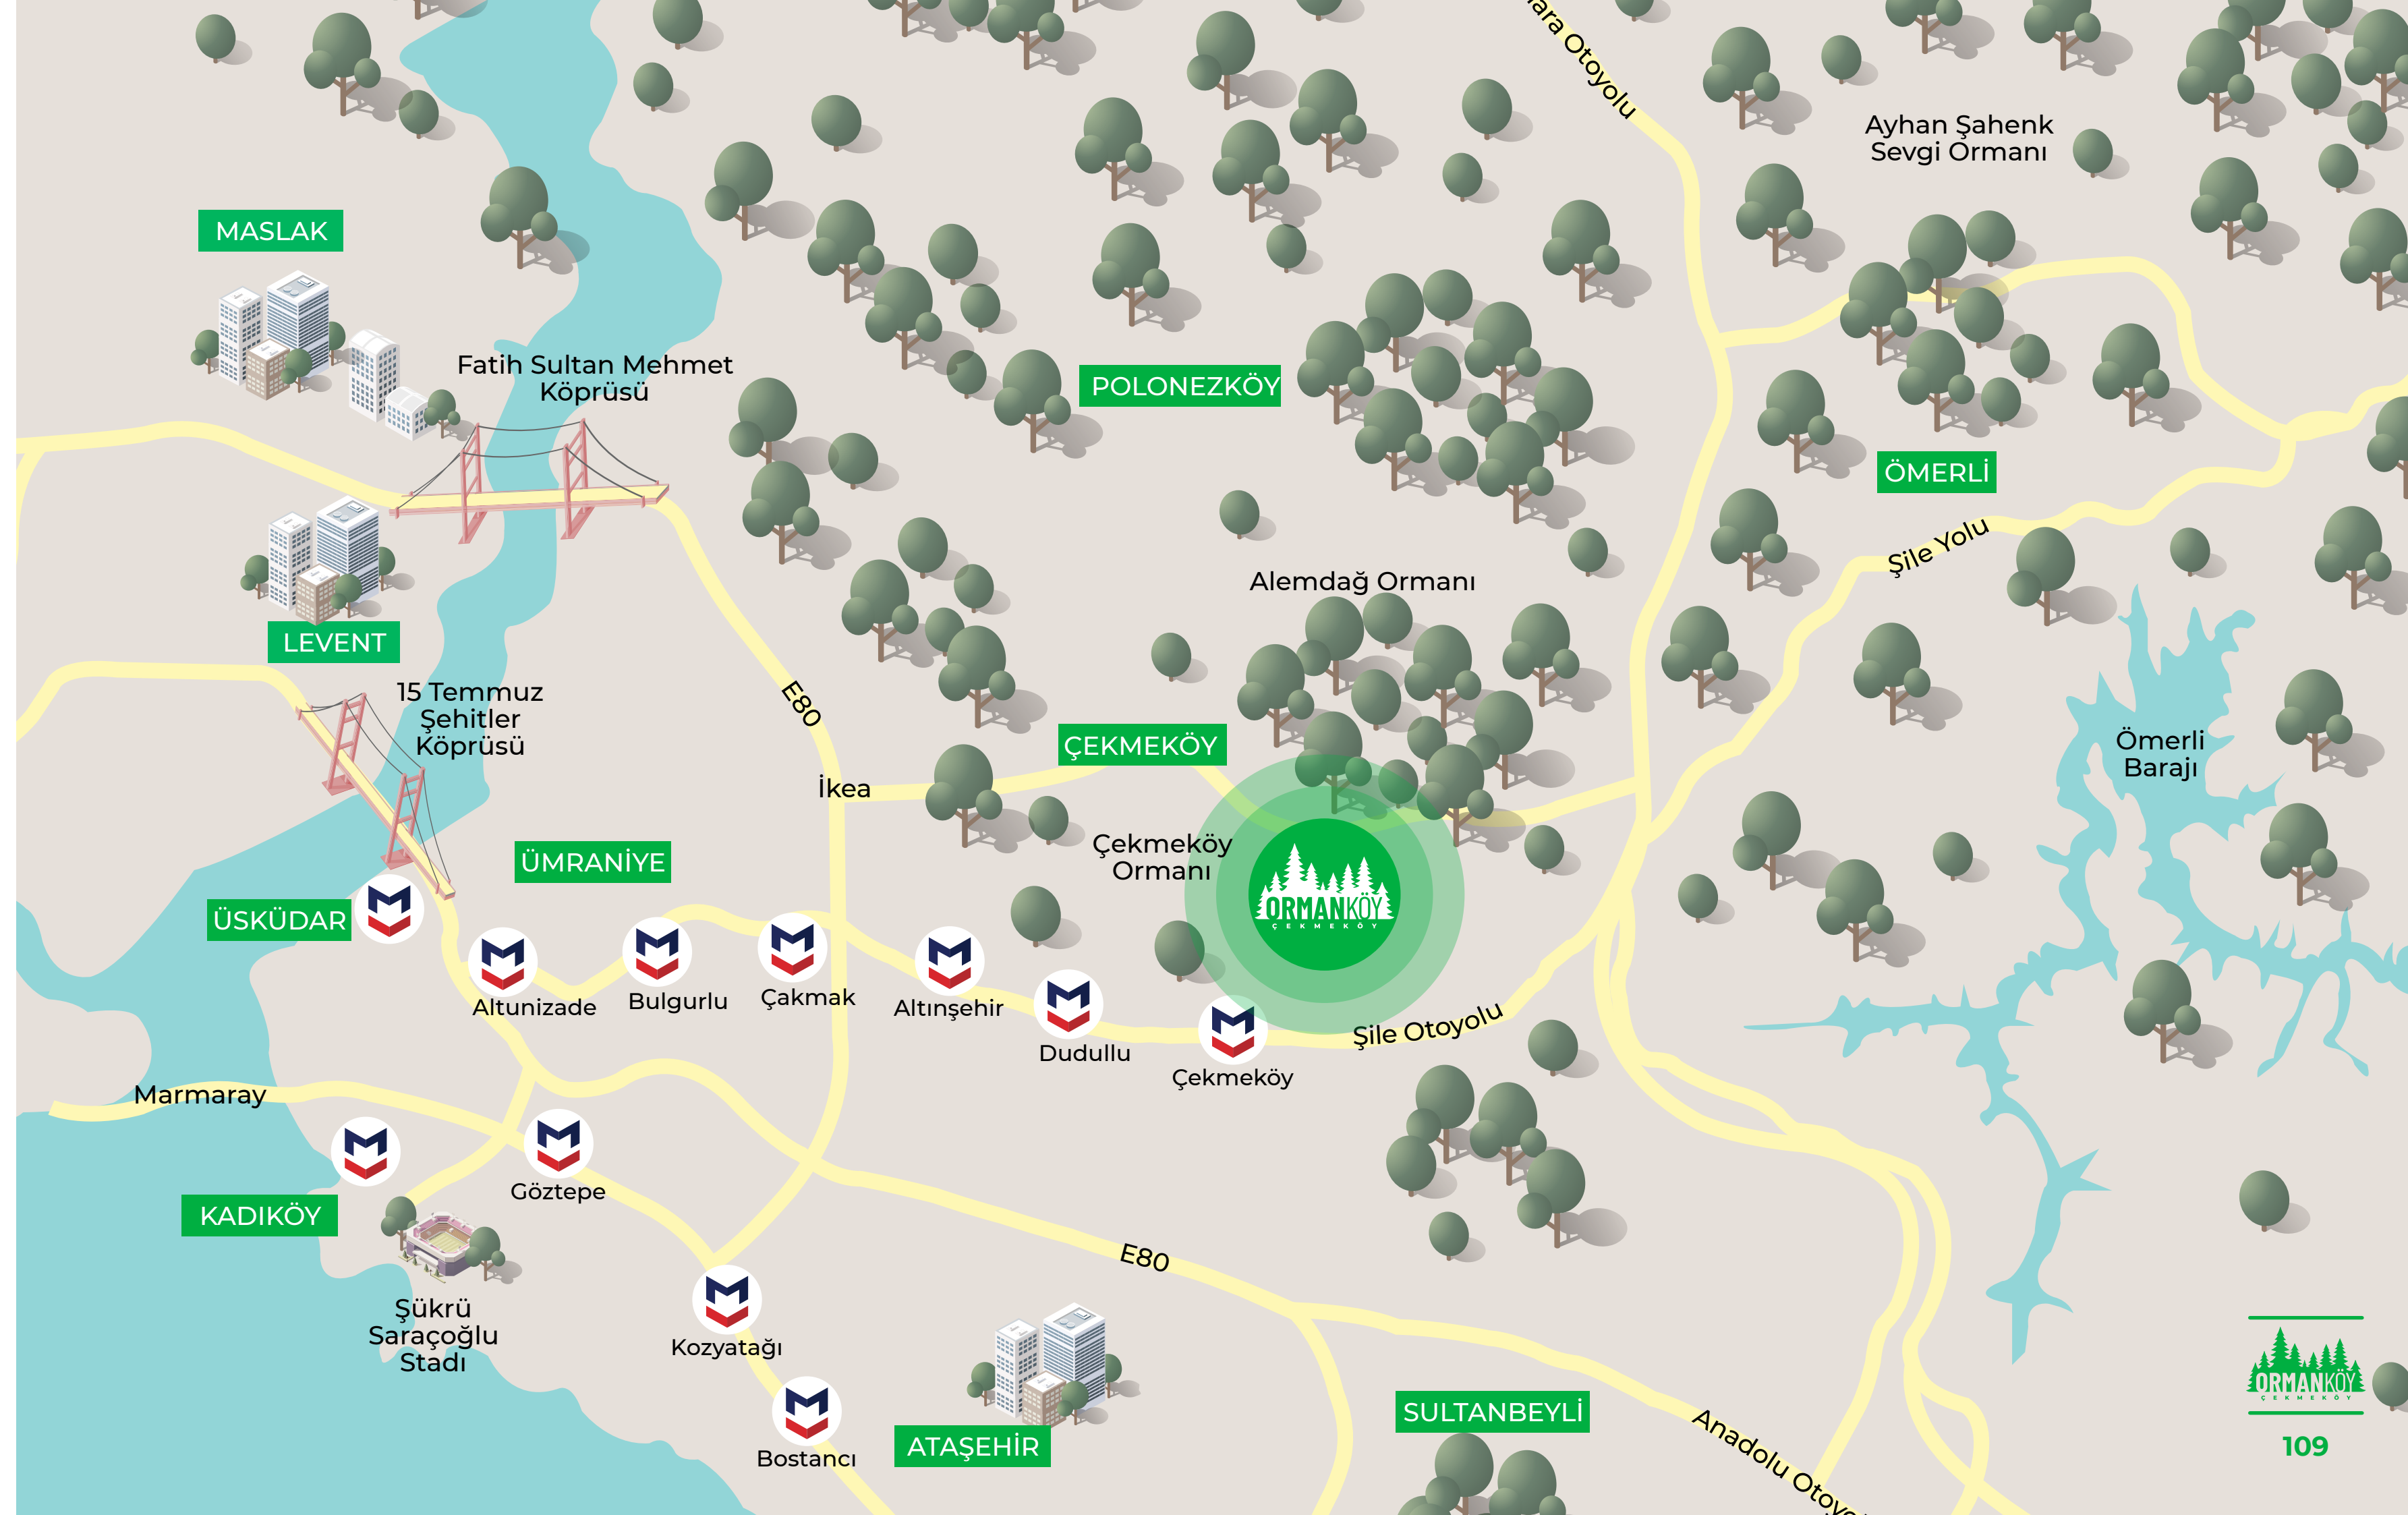 Otoyolu
Ayhan Şahenk
Sevgi Ormanı
MASLAK
Fatih Sultan Mehmet
Köprüsü
POLONEZKÖY
ÖMERLİ
Şile Yolu
Alemdağ Ormanı
LEVENT
15 Temmuz
Şehitler
Köprüsü
E80
ÇEKMEKÖY
Ömerli
Barajı
İkea
Çekmeköy
Ormanı
ÜMRANİYE
ORMANKÖY
ÇEKMEKÖY
ÜSKÜDAR
Altunizade
Bulgurlu
Çakmak
Altınşehir
Dudullu
Çekmeköy
Şile Otoyolu
Marmaray
Göztepe
KADIKÖY
E80
Şükrü
Saraçoğlu
Stadı
Kozyatağı
Bostancı
ATAŞEHİR
SULTANBEYLİ
Anadolu
ORMANKÖY
ÇEKMEKÖY
109